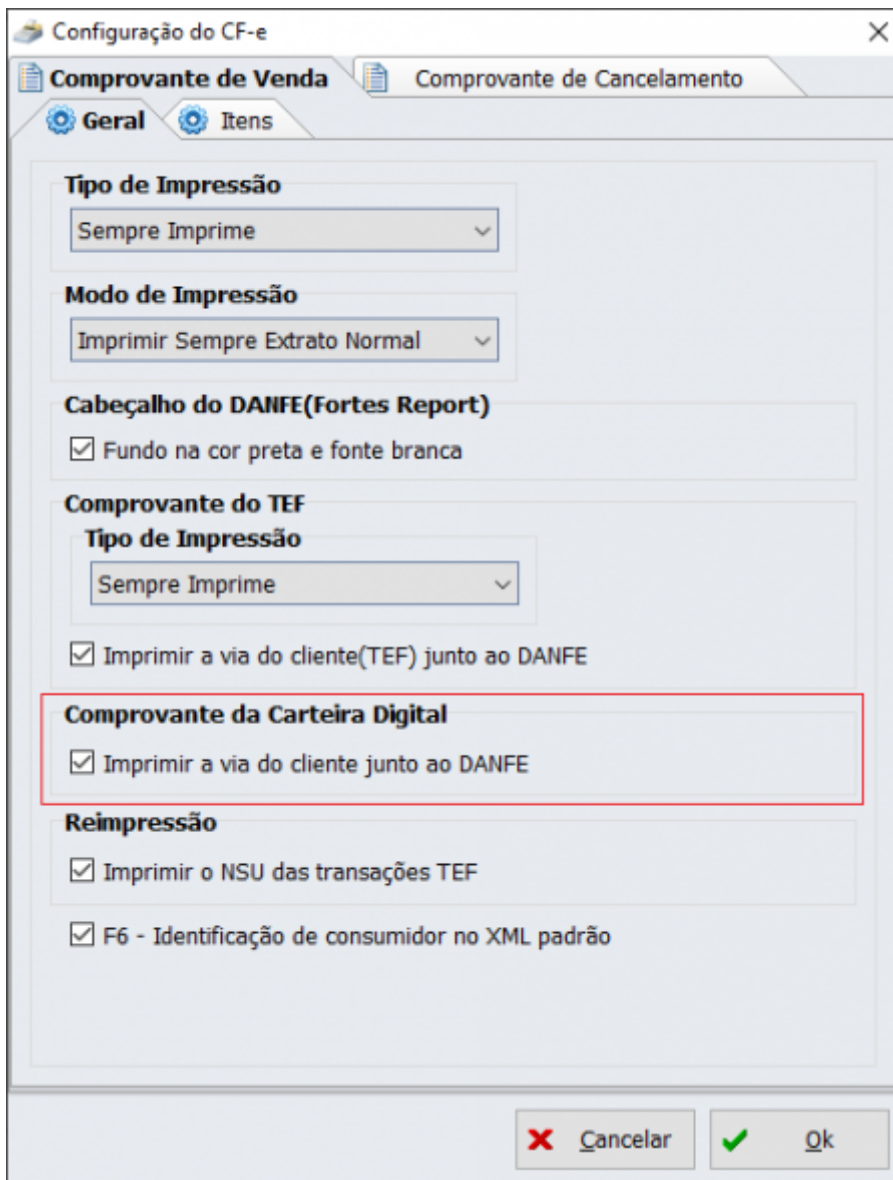 Configuração do CF-e
Comprovante de Venda
Comprovante de Cancelamento
Geral
Itens
Tipo de Impressão
Sempre Imprime
Modo de Impressão
Imprimir Sempre Extrato Normal
Cabeçalho do DANFE(Fortes Report)
Fundo na cor preta e fonte branca
Comprovante do TEF
Tipo de Impressão
Sempre Imprime
Imprimir a via do cliente(TEF) junto ao DANFE
Comprovante da Carteira Digital
Imprimir a via do cliente junto ao DANFE
Reimpressão
Imprimir o NSU das transações TEF
F6 - Identificação de consumidor no XML padrão
Cancelar
Ok